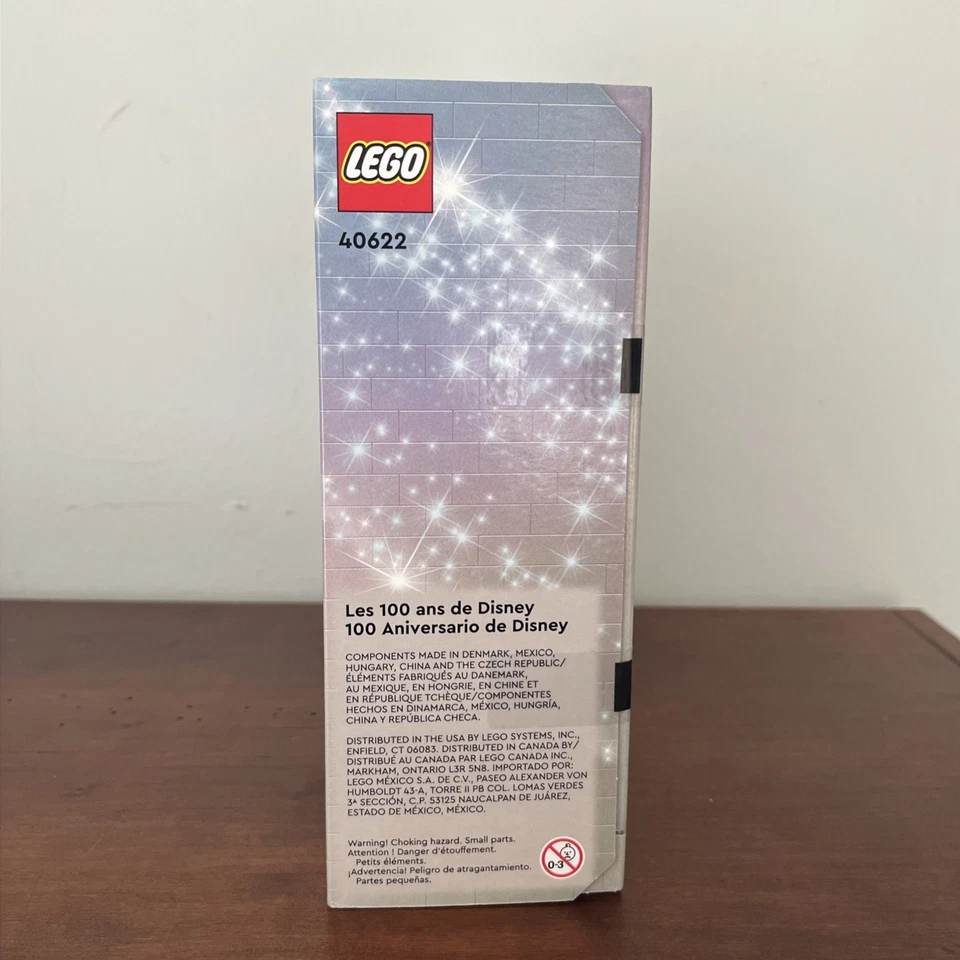 LEGO
40622
Les 100 ans de Disney
100 Aniversario de Disney
COMPONENTS MADE IN DENMARK, MEXICO,
HUNGARY, CHINA AND THE CZECH REPUBLIC/
ÉLÉMENTS FABRIQUÉS AU DANEMARK,
AU MEXIQUE, EN HONGRIE, EN CHINE ET
EN RÉPUBLIQUE TCHÈQUE/COMPONENTES
HECHOS EN DINAMARCA, MÉXICO, HUNGRÍA,
CHINA Y REPÚBLICA CHECA.
DISTRIBUTED IN THE USA BY LEGO SYSTEMS, INC.,
ENFIELD, CT 06083. DISTRIBUTED IN CANADA BY/
DISTRIBUÉ AU CANADA PAR LEGO CANADA INC.,
MARKHAM, ONTARIO L3R 5N8. IMPORTADO POR:
LEGO MÉXICO S.A. DE C.V., PASEO ALEXANDER VON
HUMBOLDT 43-A, TORRE II PB COL. LOMAS VERDES
3ᴬ SECCIÓN, C.P. 53125 NAUCALPAN DE JUÁREZ,
ESTADO DE MÉXICO, MÉXICO.
Warning! Choking hazard. Small parts.
Attention ! Danger d'étouffement.
Petits éléments.
¡Advertencia! Peligro de atragantamiento.
Partes pequeñas.
0-3